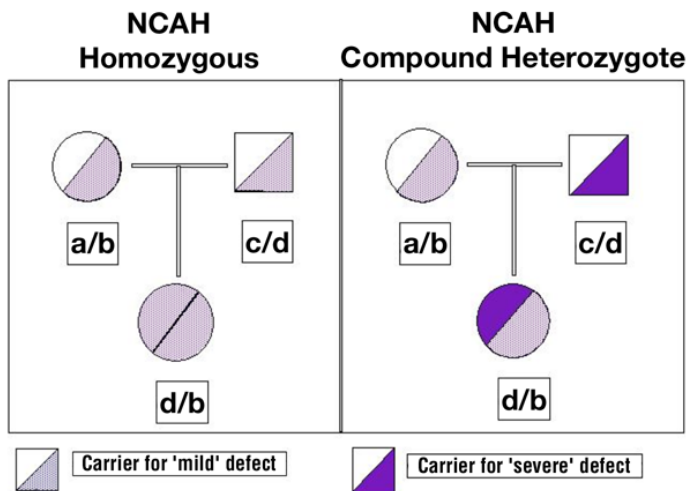 NCAH
Homozygous
NCAH
Compound Heterozygote
a/b
c/d
d/b
a/b
c/d
d/b
Carrier for 'mild' defect
Carrier for 'severe' defect